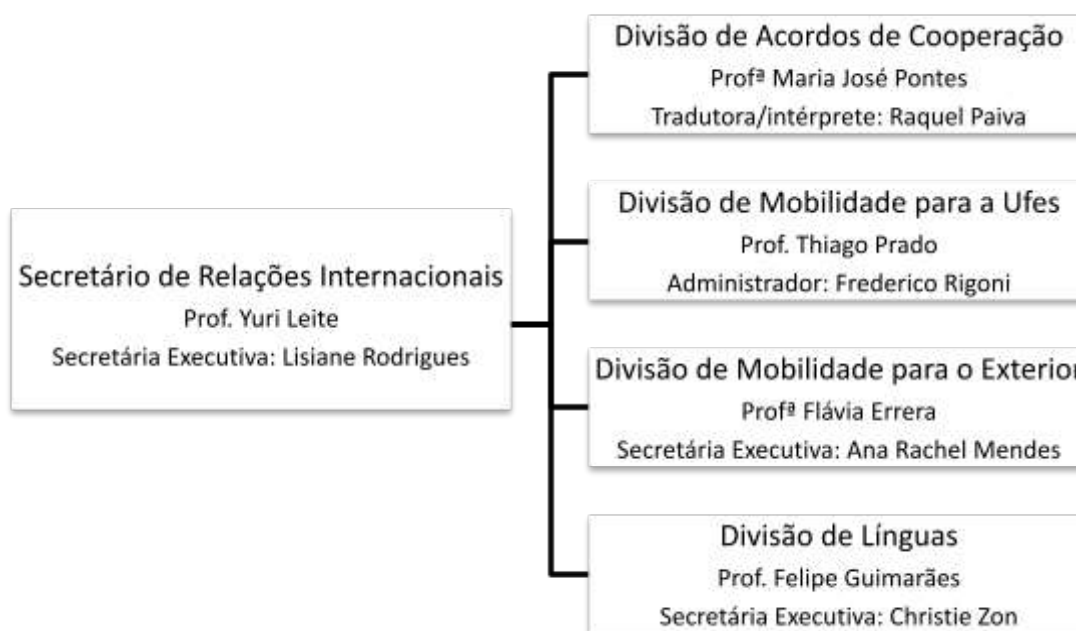 Secretário de Relações Internacionais
Prof. Yuri Leite
Secretária Executiva: Lisiane Rodrigues
Divisão de Acordos de Cooperação
Profª Maria José Pontes
Tradutora/intérprete: Raquel Paiva
Divisão de Mobilidade para a Ufes
Prof. Thiago Prado
Administrador: Frederico Rigoni
Divisão de Mobilidade para o Exterior
Profª Flávia Errera
Secretária Executiva: Ana Rachel Mendes
Divisão de Línguas
Prof. Felipe Guimarães
Secretária Executiva: Christie Zon